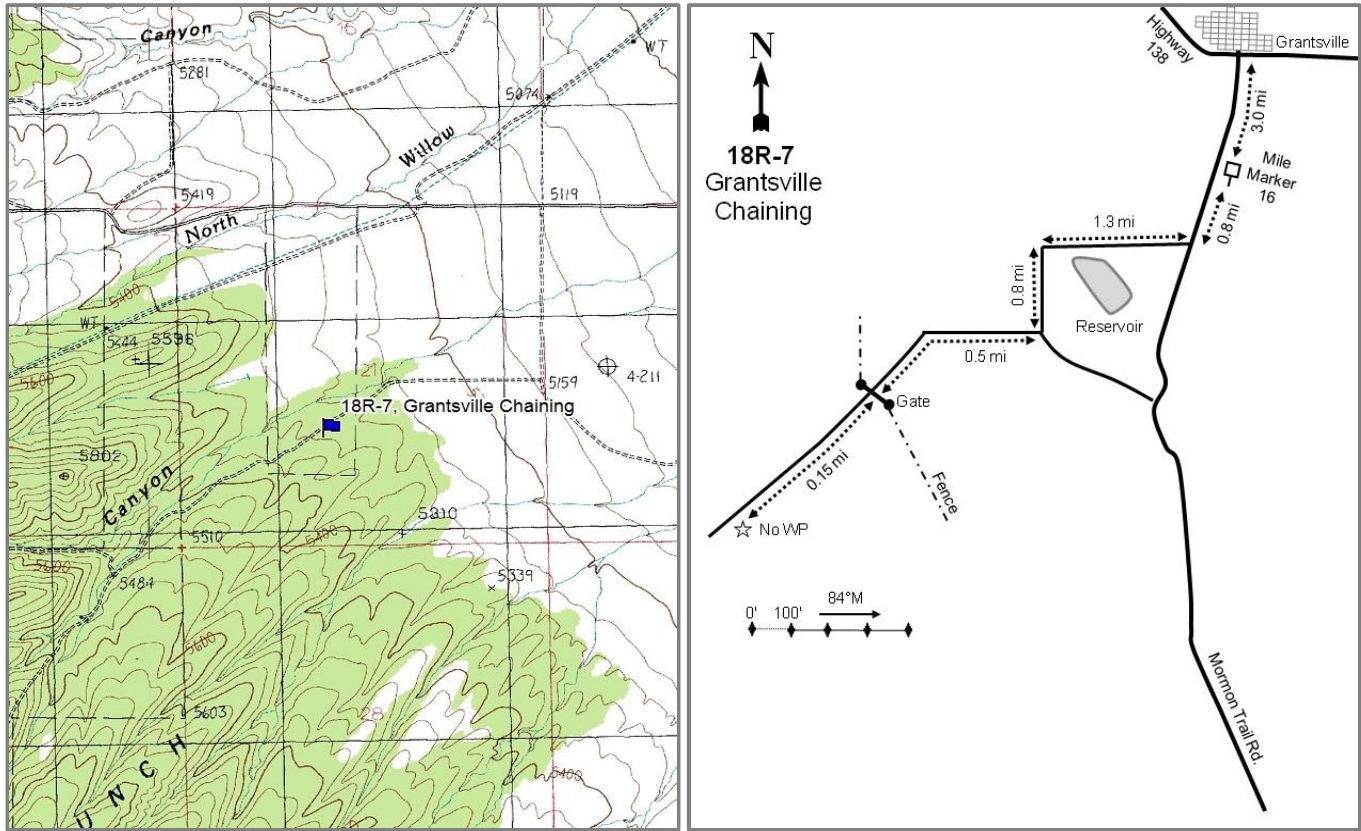 Canyon
16
WT
5281
5074
Willow
5419
North
5119
5400
WT
5444
5600
21
4-211
5159
18R-7, Grantsville Chaining
5802
Canyon
5310
5510
5400
5600
5339
5484
5600
5603
28
U N C H
5400
N
18R-7
Grantsville
Chaining
Highway
138
Grantsville
3.0 mi
Mile
Marker
16
0.8 mi
1.3 mi
0.8 mi
Reservoir
0.5 mi
Gate
0.15 mi
Fence
No WP
0' 100' 84°M
Mormon Trail Rd.